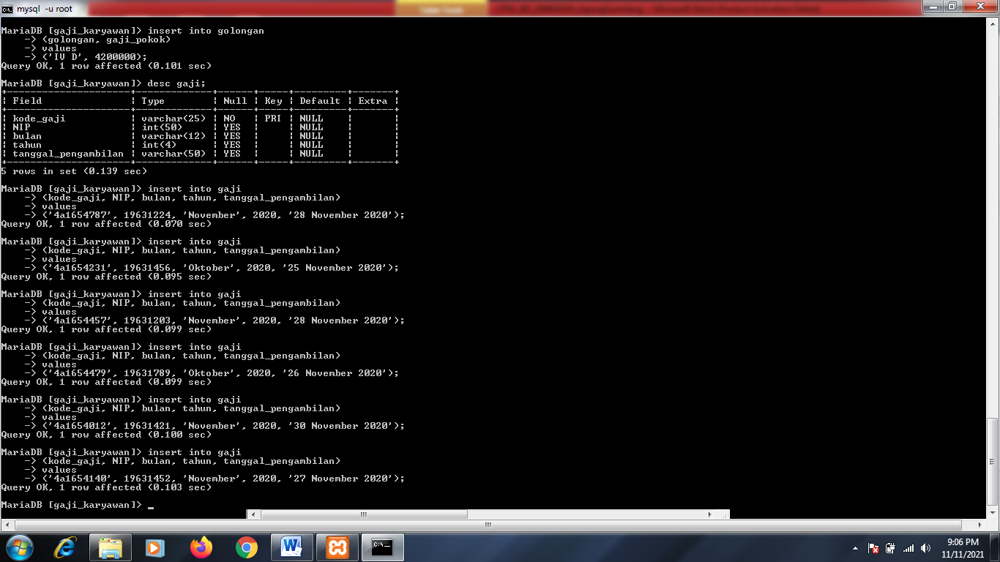 mysql -u root
MariaDB [gaji_karyawan]> insert into golongan
-> (golongan, gaji_pokok)
-> values
-> ('IV D', 4200000);
Query OK, 1 row affected (0.101 sec)
MariaDB [gaji_karyawan]> desc gaji;
+---------------------+-------------+------+-----+---------+-------+
| Field | Type | Null | Key | Default | Extra |
+---------------------+-------------+------+-----+---------+-------+
| kode_gaji | varchar(25) | NO | PRI | NULL | |
| NIP | int(50) | YES | | NULL | |
| bulan | varchar(12) | YES | | NULL | |
| tahun | int(4) | YES | | NULL | |
| tanggal_pengambilan | varchar(50) | YES | | NULL | |
+---------------------+-------------+------+-----+---------+-------+
5 rows in set (0.139 sec)
MariaDB [gaji_karyawan]> insert into gaji
-> (kode_gaji, NIP, bulan, tahun, tanggal_pengambilan)
-> values
-> ('4a1654787', 19631224, 'November', 2020, '28 November 2020');
Query OK, 1 row affected (0.070 sec)
MariaDB [gaji_karyawan]> insert into gaji
-> (kode_gaji, NIP, bulan, tahun, tanggal_pengambilan)
-> values
-> ('4a1654231', 19631456, 'Oktober', 2020, '25 November 2020');
Query OK, 1 row affected (0.095 sec)
MariaDB [gaji_karyawan]> insert into gaji
-> (kode_gaji, NIP, bulan, tahun, tanggal_pengambilan)
-> values
-> ('4a1654457', 19631203, 'November', 2020, '28 November 2020');
Query OK, 1 row affected (0.099 sec)
MariaDB [gaji_karyawan]> insert into gaji
-> (kode_gaji, NIP, bulan, tahun, tanggal_pengambilan)
-> values
-> ('4a1654479', 19631789, 'Oktober', 2020, '26 November 2020');
Query OK, 1 row affected (0.099 sec)
MariaDB [gaji_karyawan]> insert into gaji
-> (kode_gaji, NIP, bulan, tahun, tanggal_pengambilan)
-> values
-> ('4a1654012', 19631421, 'November', 2020, '30 November 2020');
Query OK, 1 row affected (0.100 sec)
MariaDB [gaji_karyawan]> insert into gaji
-> (kode_gaji, NIP, bulan, tahun, tanggal_pengambilan)
-> values
-> ('4a1654140', 19631452, 'November', 2020, '27 November 2020');
Query OK, 1 row affected (0.103 sec)
MariaDB [gaji_karyawan]> _
9:06 PM
11/11/2021